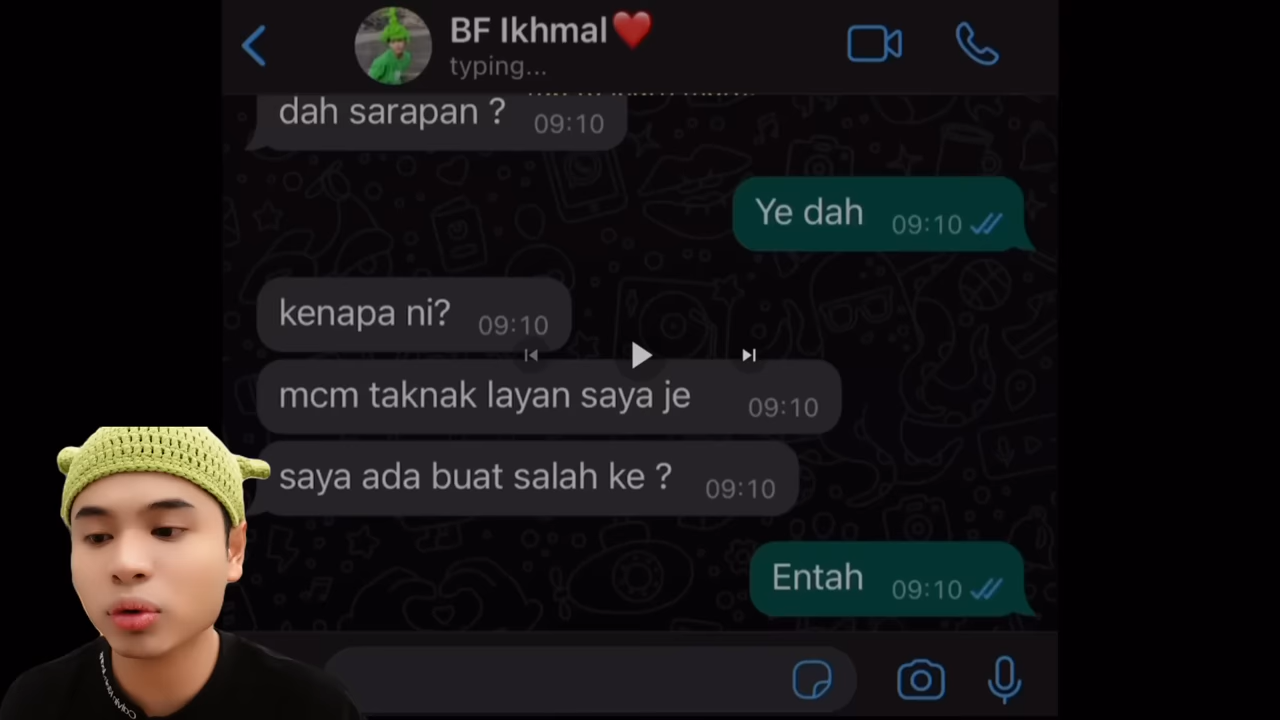 BF Ikhmal❤️
typing...
dah sarapan ? 09:10
Ye dah 09:10
kenapa ni? 09:10
mcm taknak layan saya je 09:10
saya ada buat salah ke ? 09:10
Entah 09:10